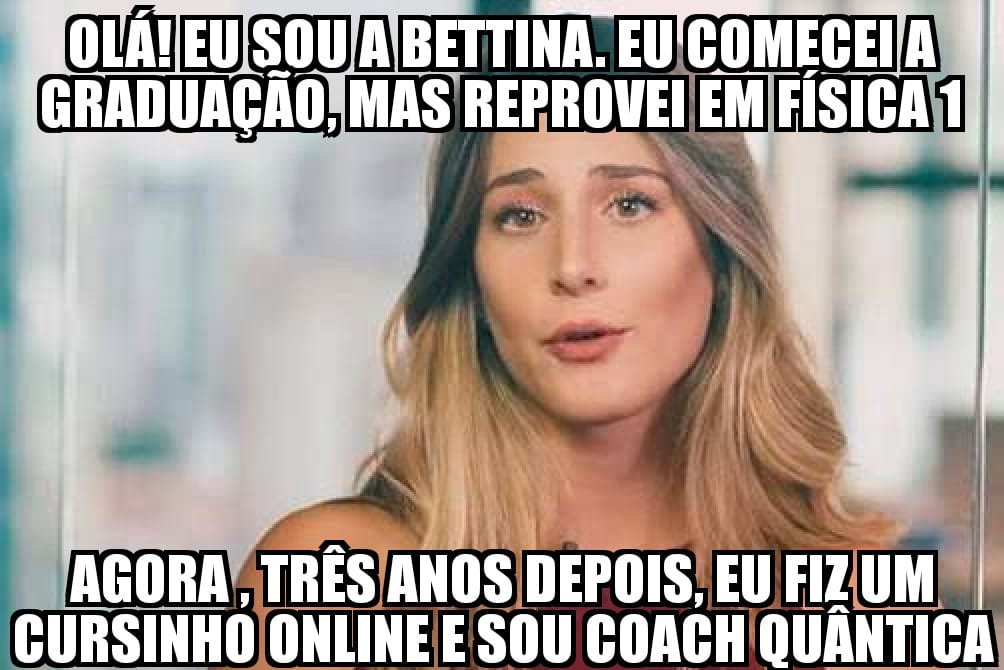 OLÁ! EU SOU A BETTINA. EU COMECEI A
GRADUAÇÃO, MAS REPROVEI EM FÍSICA 1
AGORA , TRÊS ANOS DEPOIS, EU FIZ UM
CURSINHO ONLINE E SOU COACH QUÂNTICA